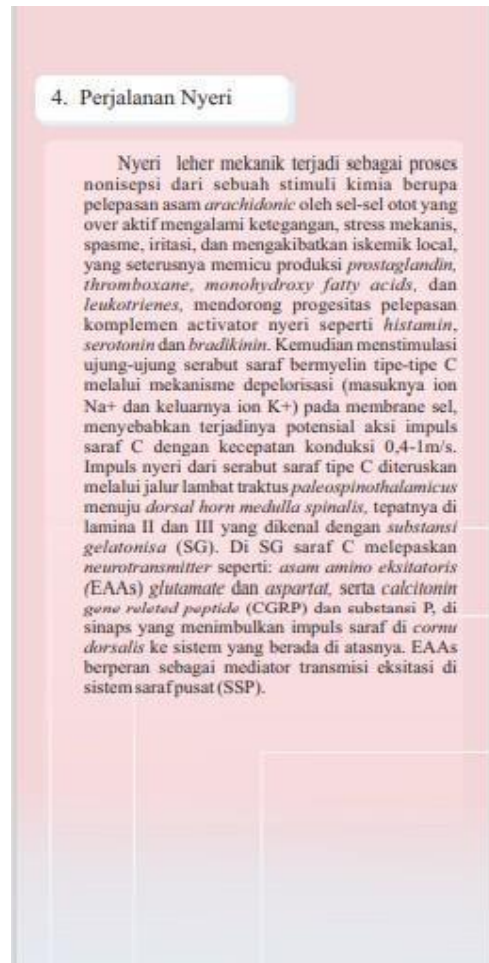 4. Perjalanan Nyeri
Nyeri leher mekanik terjadi sebagai proses
nonisepsi dari sebuah stimuli kimia berupa
pelepasan asam arachidonic oleh sel-sel otot yang
over aktif mengalami ketegangan, stress mekanis,
spasme, iritasi, dan mengakibatkan iskemik local,
yang seterusnya memicu produksi prostaglandin,
thromboxane, monohydroxy fatty acids, dan
leukotrienes, mendorong progesitas pelepasan
komplemen activator nyeri seperti histamin,
serotonin dan bradikinin. Kemudian menstimulasi
ujung-ujung serabut saraf bermyelin tipe-tipe C
melalui mekanisme depelorisasi (masuknya ion
Na+ dan keluarnya ion K+) pada membrane sel,
menyebabkan terjadinya potensial aksi impuls
saraf C dengan kecepatan konduksi 0,4-1m/s.
Impuls nyeri dari serabut saraf tipe C diteruskan
melalui jalur lambat traktus paleospinothalamicus
menuju dorsal horn medulla spinalis, tepatnya di
lamina II dan III yang dikenal dengan substansi
gelatonisa (SG). Di SG saraf C melepaskan
neurotransmitter seperti: asam amino eksitatoris
(EAAs) glutamate dan aspartat, serta calcitonin
gene releted peptide (CGRP) dan substansi P, di
sinaps yang menimbulkan impuls saraf di cornu
dorsalis ke sistem yang berada di atasnya. EAAs
berperan sebagai mediator transmisi eksitasi di
sistem saraf pusat (SSP).